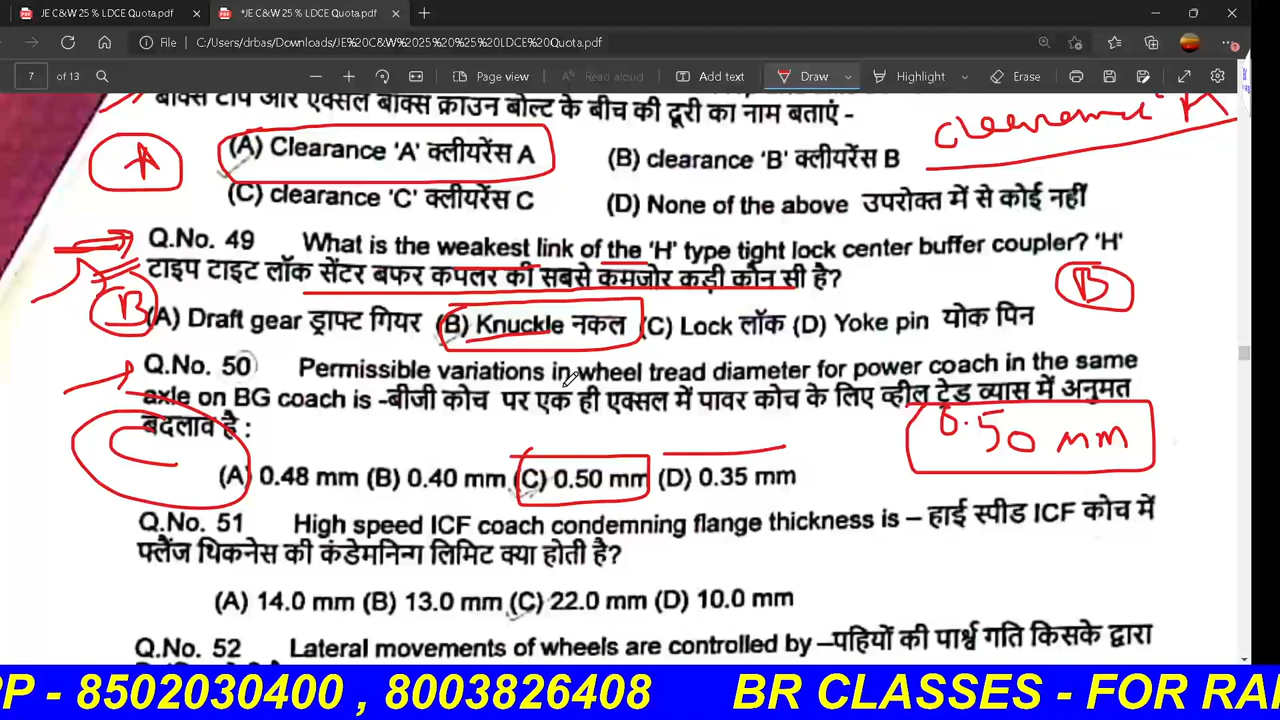 JE C&W 25 % LDCE Quota.pdf
*JE C&W 25 % LDCE Quota.pdf
File C:/Users/drbas/Downloads/JE%20C&W%2025%20%25%20LDCE%20Quota.pdf
7 of 13 Page view Read aloud Add text Draw Highlight Erase
बॉक्स टॉप और एक्सल बॉक्स क्राउन बोल्ट के बीच की दूरी का नाम बताएं -
clearance 'A'
A
(A) Clearance 'A' क्लीयरेंस A (B) clearance 'B' क्लीयरेंस B
(C) clearance 'C' क्लीयरेंस C (D) None of the above उपरोक्त में से कोई नहीं
Q.No. 49 What is the weakest link of the 'H' type tight lock center buffer coupler? 'H'
टाइप टाइट लॉक सेंटर बफर कपलर की सबसे कमजोर कड़ी कौन सी है?
B
B
(A) Draft gear ड्राफ्ट गियर (B) Knuckle नकल (C) Lock लॉक (D) Yoke pin योक पिन
Q.No. 50 Permissible variations in wheel tread diameter for power coach in the same
axle on BG coach is -बीजी कोच पर एक ही एक्सल में पावर कोच के लिए व्हील ट्रेड व्यास में अनुमत
बदलाव है :
0.50 mm
C
(A) 0.48 mm (B) 0.40 mm (C) 0.50 mm (D) 0.35 mm
Q.No. 51 High speed ICF coach condemning flange thickness is – हाई स्पीड ICF कोच में
फ्लैंज थिकनेस की कंडेमनिन्ग लिमिट क्या होती है?
(A) 14.0 mm (B) 13.0 mm (C) 22.0 mm (D) 10.0 mm
Q.No. 52 Lateral movements of wheels are controlled by –पहियों की पार्श्व गति किसके द्वारा
PP - 8502030400 , 8003826408 BR CLASSES - FOR RAI